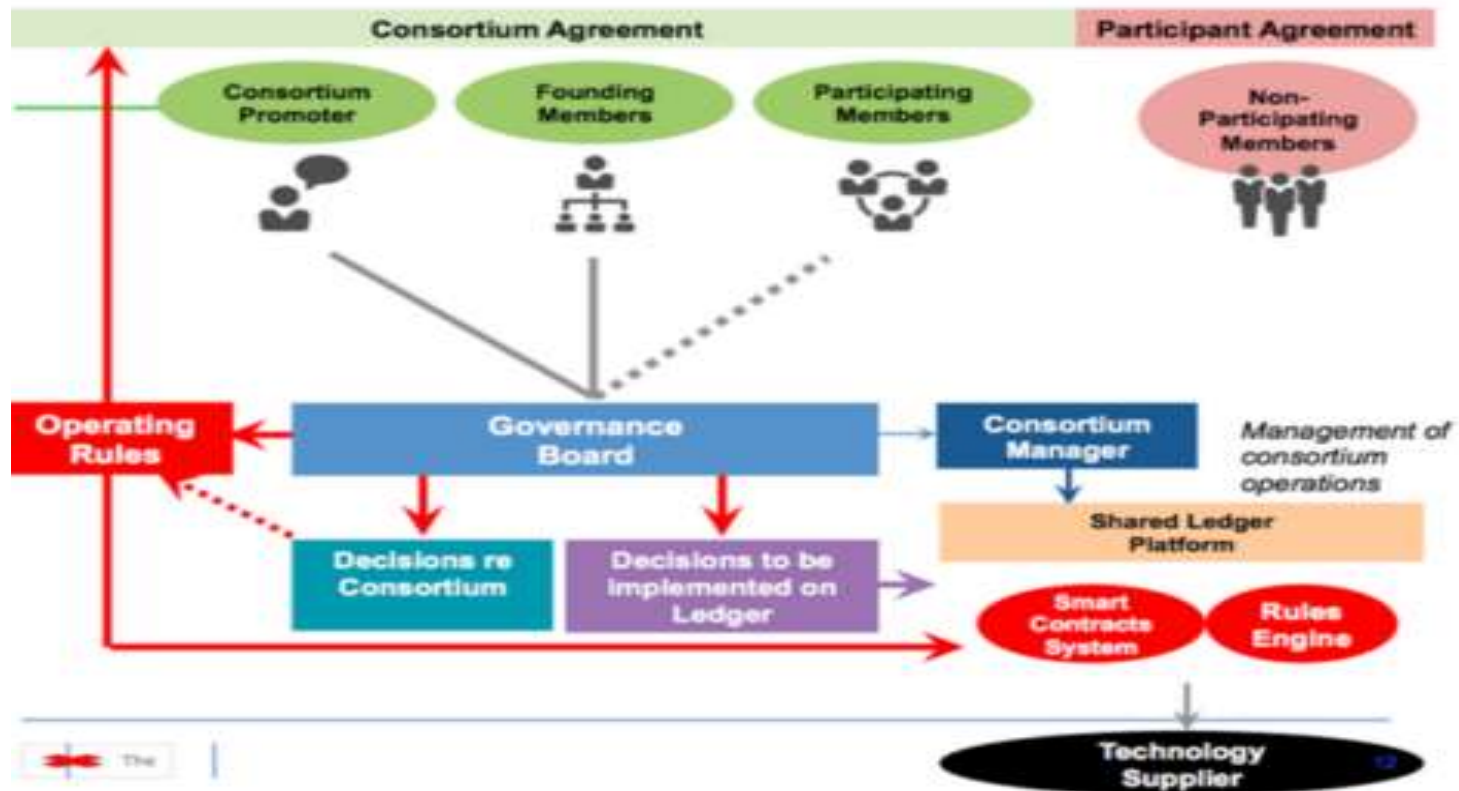 Consortium Agreement
Participant Agreement
Consortium
Promoter
Founding
Members
Participating
Members
Non-
Participating
Members
Operating
Rules
Governance
Board
Consortium
Manager
Management of
consortium
operations
Shared Ledger
Platform
Decisions re
Consortium
Decisions to be
implemented on
Ledger
Smart
Contracts
System
Rules
Engine
The
Technology
Supplier
12